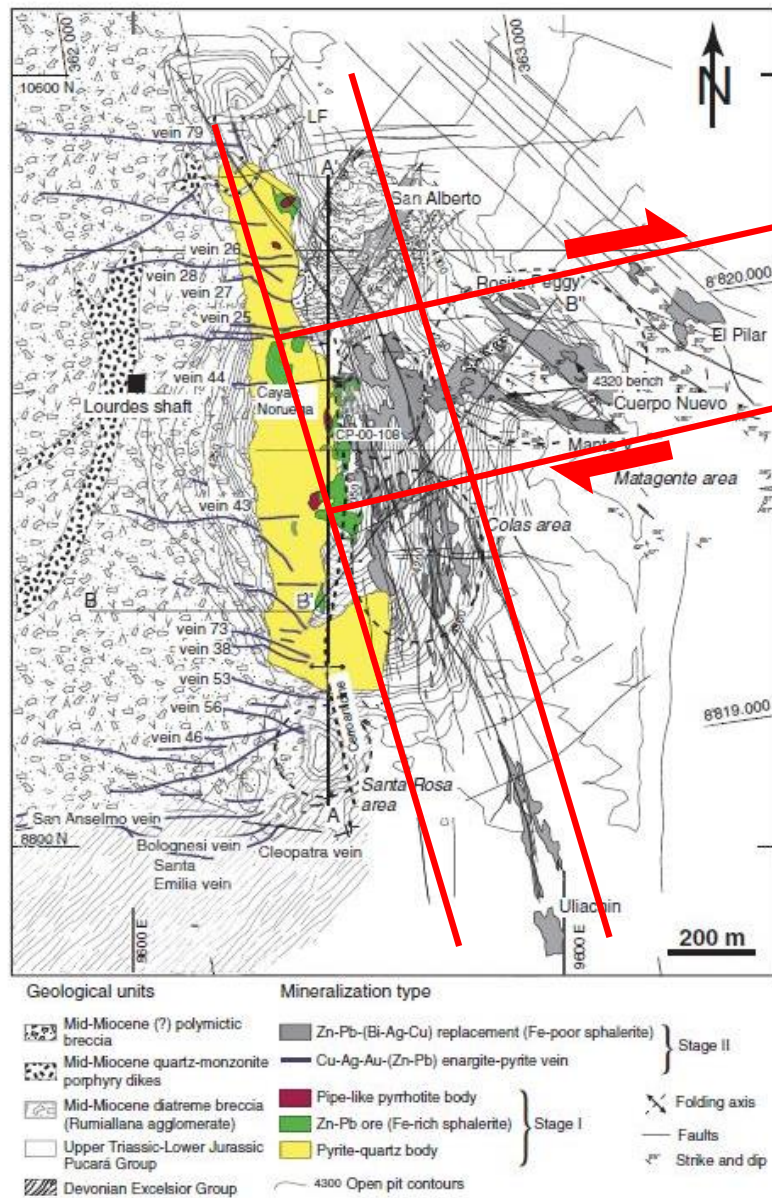 362.000
363.000
10600 N
N
LF
vein 79
A'
San Alberto
vein 26
8'820.000
vein 28
Rosita Peggy
vein 27
B"
vein 25
El Pilar
vein 44
4320 bench
Lourdes shaft
Cuerpo Nuevo
CP-00-108
Matagente area
vein 43
Colas area
B
B'
vein 73
vein 38
vein 53
8'819.000
vein 56
vein 46
Santa Rosa
area
A
San Anselmo vein
8800 N
Bolognesi vein
Cleopatra vein
Santa
Emilia vein
Uliachin
9600 E
9600 E
200 m
Geological units
Mineralization type
Mid-Miocene (?) polymictic
breccia
Mid-Miocene quartz-monzonite
porphyry dikes
Mid-Miocene diatreme breccia
(Rumiallana agglomerate)
Upper Triassic-Lower Jurassic
Pucará Group
Devonian Excelsior Group
Zn-Pb-(Bi-Ag-Cu) replacement (Fe-poor sphalerite)
Cu-Ag-Au-(Zn-Pb) enargite-pyrite vein
Stage II
Pipe-like pyrrhotite body
Zn-Pb ore (Fe-rich sphalerite)
Stage I
Pyrite-quartz body
4300 Open pit contours
Folding axis
Faults
Strike and dip